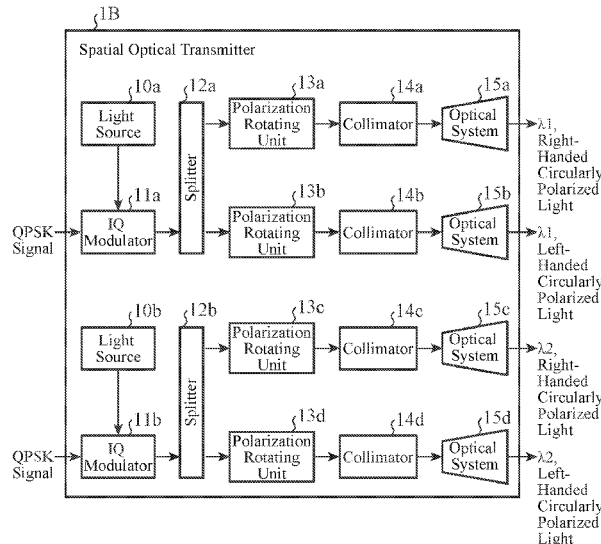 1B
Spatial Optical Transmitter
10a
12a
13a
14a
15a
Light
Source
Splitter
Polarization
Rotating
Unit
Collimator
Optical
System
λ1,
Right-
Handed
Circularly
Polarized
Light
11a
13b
14b
15b
QPSK
Signal
IQ
Modulator
Polarization
Rotating
Unit
Collimator
Optical
System
λ1,
Left-
Handed
Circularly
Polarized
Light
10b
12b
13c
14c
15c
Light
Source
Splitter
Polarization
Rotating
Unit
Collimator
Optical
System
λ2,
Right-
Handed
Circularly
Polarized
Light
11b
13d
14d
15d
QPSK
Signal
IQ
Modulator
Polarization
Rotating
Unit
Collimator
Optical
System
λ2,
Left-
Handed
Circularly
Polarized
Light